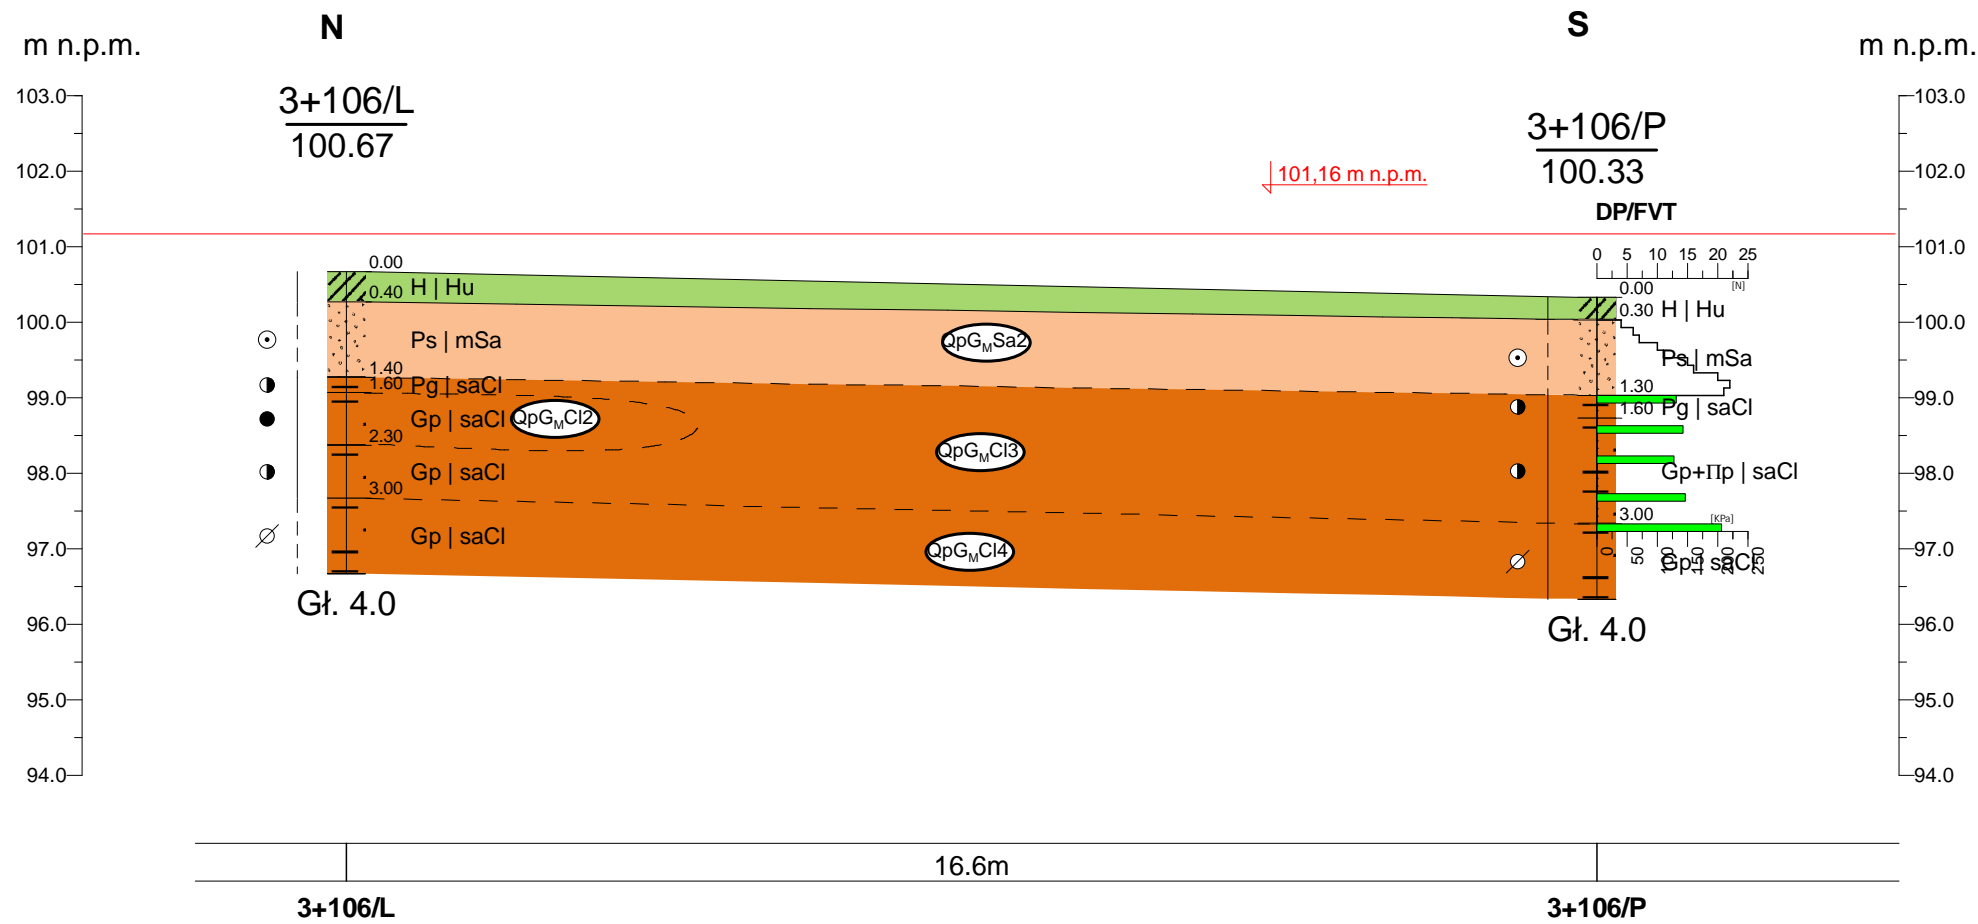 N
S
m n.p.m.
m n.p.m.
3+106/L
100.67
3+106/P
100.33
DP/FVT
101,16 m n.p.m.
103.0
102.0
101.0
100.0
99.0
98.0
97.0
96.0
95.0
94.0
103.0
102.0
101.0
100.0
99.0
98.0
97.0
96.0
95.0
94.0
0.00
0.40 H | Hu
Ps | mSa
1.40
1.60 Pg | saCl
Gp | saCl
2.30
Gp | saCl
3.00
Gp | saCl
Gł. 4.0
QpGMSa2
QpGMCl2
QpGMCl3
QpGMCl4
0 5 10 15 20 25
[N]
0.00
0.30 H | Hu
Ps | mSa
1.30
1.60 Pg | saCl
Gp+Πp | saCl
3.00
[KPa]
0 50 100 150 200 250
Gp | saCl
Gł. 4.0
16.6m
3+106/L
3+106/P